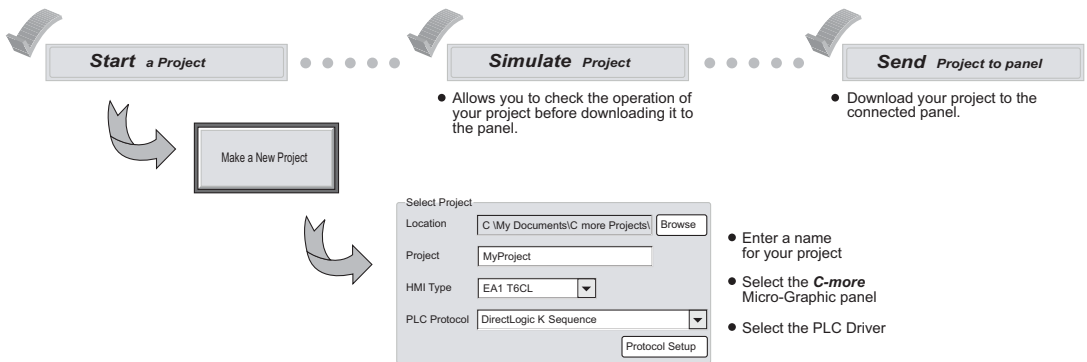 Start a Project
Simulate Project
Send Project to panel
Allows you to check the operation of
your project before downloading it to
the panel.
Download your project to the
connected panel.
Make a New Project
Select Project
Location C \My Documents\C more Projects\ Browse
Project MyProject
HMI Type EA1 T6CL
PLC Protocol DirectLogic K Sequence
Protocol Setup
Enter a name
for your project
Select the C-more
Micro-Graphic panel
Select the PLC Driver